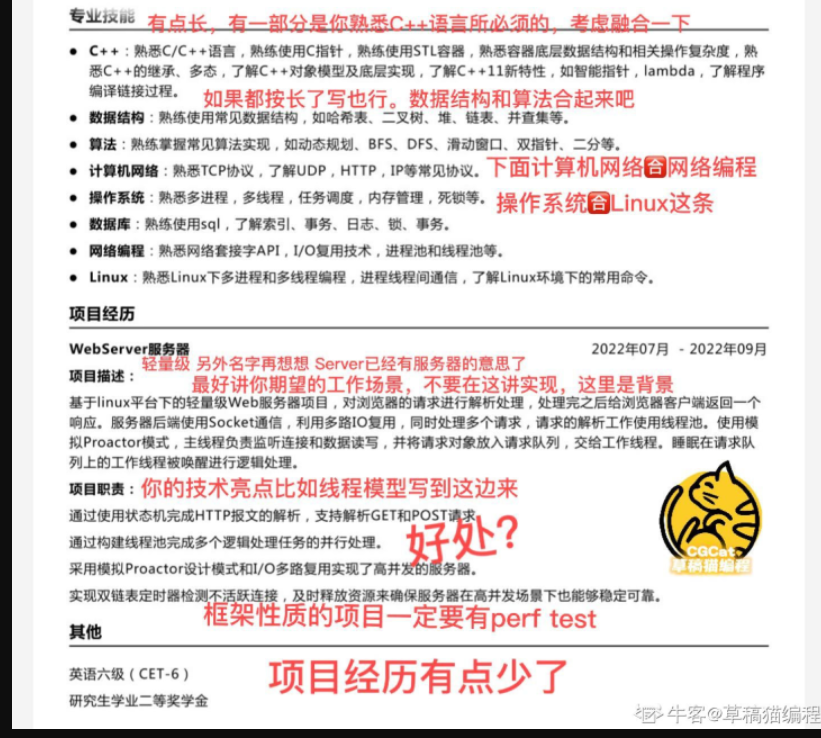 专业技能
有点长，有一部分是你熟悉C++语言所必须的，考虑融合一下
• C++：熟悉C/C++语言，熟练使用C指针，熟练使用STL容器，熟悉容器底层数据结构和相关操作复杂度，熟
悉C++的继承、多态，了解C++对象模型及底层实现，了解C++11新特性，如智能指针，lambda，了解程序
编译链接过程。
如果都按长了写也行。数据结构和算法合起来吧
• 数据结构：熟练使用常见数据结构，如哈希表、二叉树、堆、链表、并查集等。
• 算法：熟练掌握常见算法实现，如动态规划、BFS、DFS、滑动窗口、双指针、二分等。
• 计算机网络：熟悉TCP协议，了解UDP，HTTP，IP等常见协议。
下面计算机网络🈴网络编程
• 操作系统：熟悉多进程，多线程，任务调度，内存管理，死锁等。
操作系统🈴Linux这条
• 数据库：熟练使用sql，了解索引、事务、日志、锁、事务。
• 网络编程：熟悉网络套接字API，I/O复用技术，进程池和线程池等。
• Linux：熟悉Linux下多进程和多线程编程，进程线程间通信，了解Linux环境下的常用命令。
项目经历
WebServer服务器 2022年07月 - 2022年09月
轻量级 另外名字再想想 Server已经有服务器的意思了
项目描述：
最好讲你期望的工作场景，不要在这讲实现，这里是背景
基于linux平台下的轻量级Web服务器项目，对浏览器的请求进行解析处理，处理完之后给浏览器客户端返回一个
响应。服务器后端使用Socket通信，利用多路IO复用，同时处理多个请求，请求的解析工作使用线程池。使用模
拟Proactor模式，主线程负责监听连接和数据读写，并将请求对象放入请求队列，交给工作线程。睡眠在请求队
列上的工作线程被唤醒进行逻辑处理。
项目职责：
你的技术亮点比如线程模型写到这边来
通过使用状态机完成HTTP报文的解析，支持解析GET和POST请求
通过构建线程池完成多个逻辑处理任务的并行处理。
好处？
采用模拟Proactor设计模式和I/O多路复用实现了高并发的服务器。
CGCat
草稿猫编程
实现双链表定时器检测不活跃连接，及时释放资源来确保服务器在高并发场景下也能够稳定可靠。
框架性质的项目一定要有perf test
其他
英语六级（CET-6）
项目经历有点少了
研究生学业二等奖学金
牛客@草稿猫编程